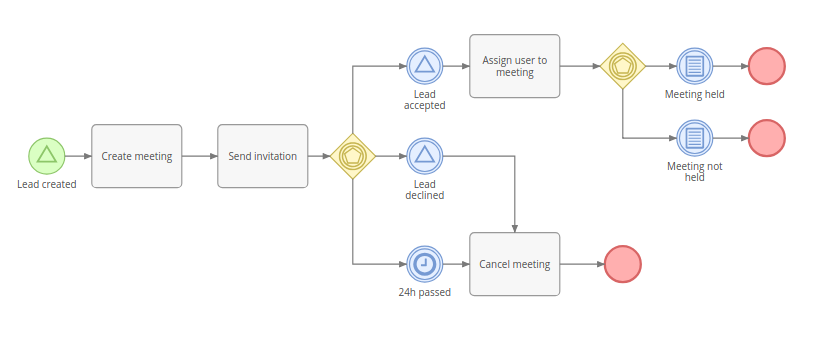 Lead created
Create meeting
Send invitation
Lead
accepted
Assign user to
meeting
Meeting held
Meeting not
held
Lead
declined
24h passed
Cancel meeting